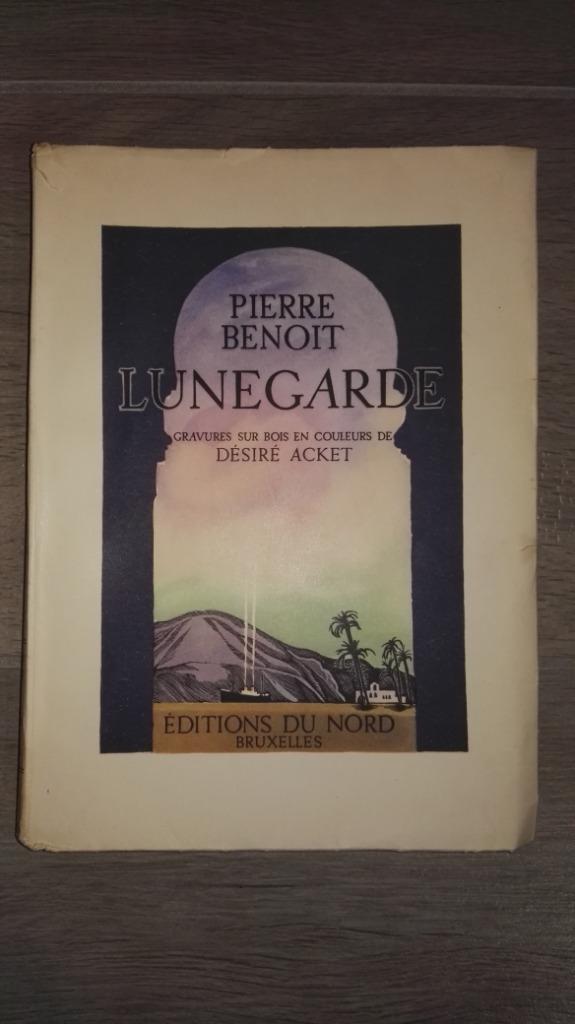 PIERRE
BENOIT
LUNEGARDE
GRAVURES SUR BOIS EN COULEURS DE
DÉSIRÉ ACKET
ÉDITIONS DU NORD
BRUXELLES